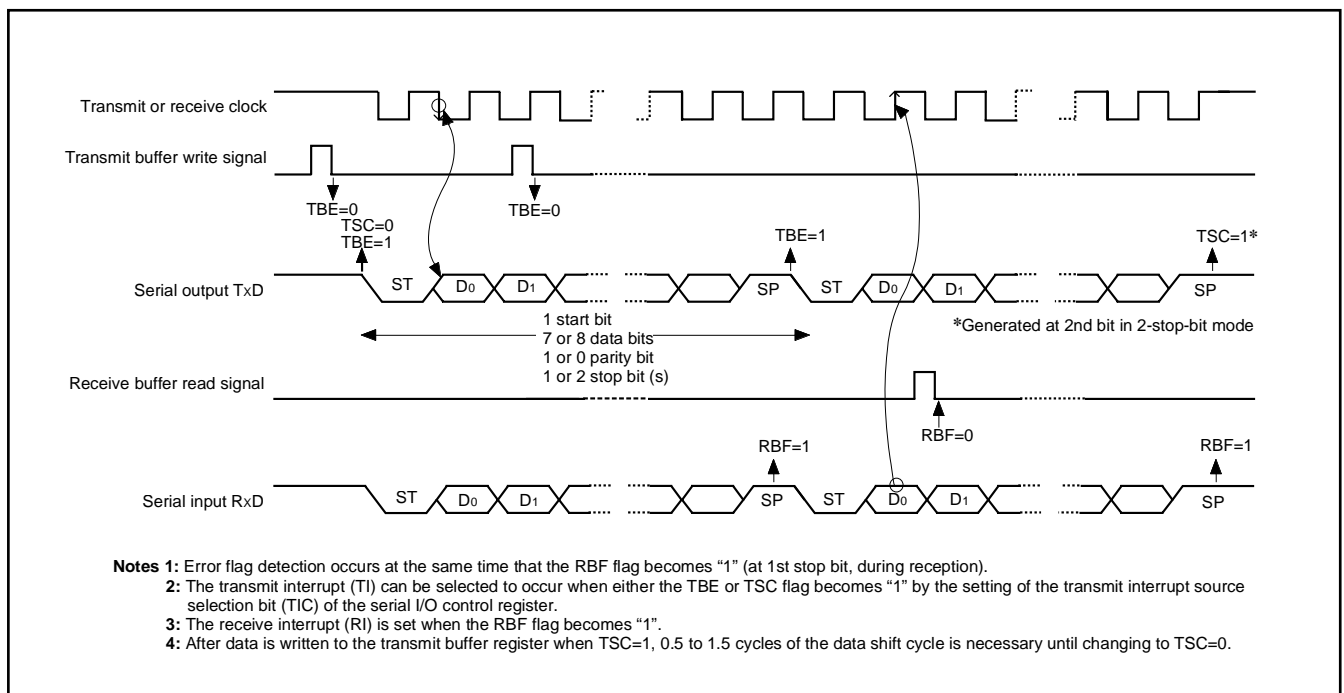 Transmit or receive clock
Transmit buffer write signal
TBE=0
TSC=0
TBE=1
TBE=0
TBE=1
TSC=1*
Serial output TxD
ST
D0
D1
SP
ST
D0
D1
SP
1 start bit
7 or 8 data bits
1 or 0 parity bit
1 or 2 stop bit (s)
*Generated at 2nd bit in 2-stop-bit mode
Receive buffer read signal
RBF=0
RBF=1
RBF=1
Serial input RxD
ST
D0
D1
SP
ST
D0
D1
SP
Notes 1: Error flag detection occurs at the same time that the RBF flag becomes “1” (at 1st stop bit, during reception).
2: The transmit interrupt (TI) can be selected to occur when either the TBE or TSC flag becomes “1” by the setting of the transmit interrupt source
selection bit (TIC) of the serial I/O control register.
3: The receive interrupt (RI) is set when the RBF flag becomes “1”.
4: After data is written to the transmit buffer register when TSC=1, 0.5 to 1.5 cycles of the data shift cycle is necessary until changing to TSC=0.